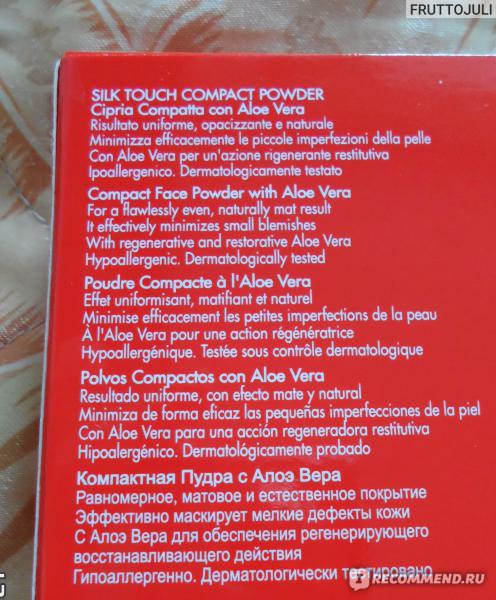 FRUTTOJULI
SILK TOUCH COMPACT POWDER
Cipria Compatta con Aloe Vera
Risultato uniforme, opacizzante e naturale
Minimizza efficacemente le piccole imperfezioni della pelle
Con Aloe Vera per un'azione rigenerante restitutiva
Ipoallergenico. Dermatologicamente testato
Compact Face Powder with Aloe Vera
For a flawlessly even, naturally mat result
It effectively minimizes small blemishes
With regenerative and restorative Aloe Vera
Hypoallergenic. Dermatologically tested
Poudre Compacte à l'Aloe Vera
Effet uniformisant, matifiant et naturel
Minimise efficacement les petites imperfections de la peau
À l'Aloe Vera pour une action régénératrice
Hypoallergénique. Testée sous contrôle dermatologique
Polvos Compactos con Aloe Vera
Resultado uniforme, con efecto mate y natural
Minimiza de forma eficaz las pequeñas imperfecciones de la piel
Con Aloe Vera para una acción regeneradora restitutiva
Hipoalergénico. Dermatológicamente probado
Компактная Пудра с Алоэ Вера
Равномерное, матовое и естественное покрытие
Эффективно маскирует мелкие дефекты кожи
С Алоэ Вера для обеспечения регенерирующего
восстанавливающего действия
Гипоаллергенно. Дерматологически тестировано
IRECOMMEND.RU